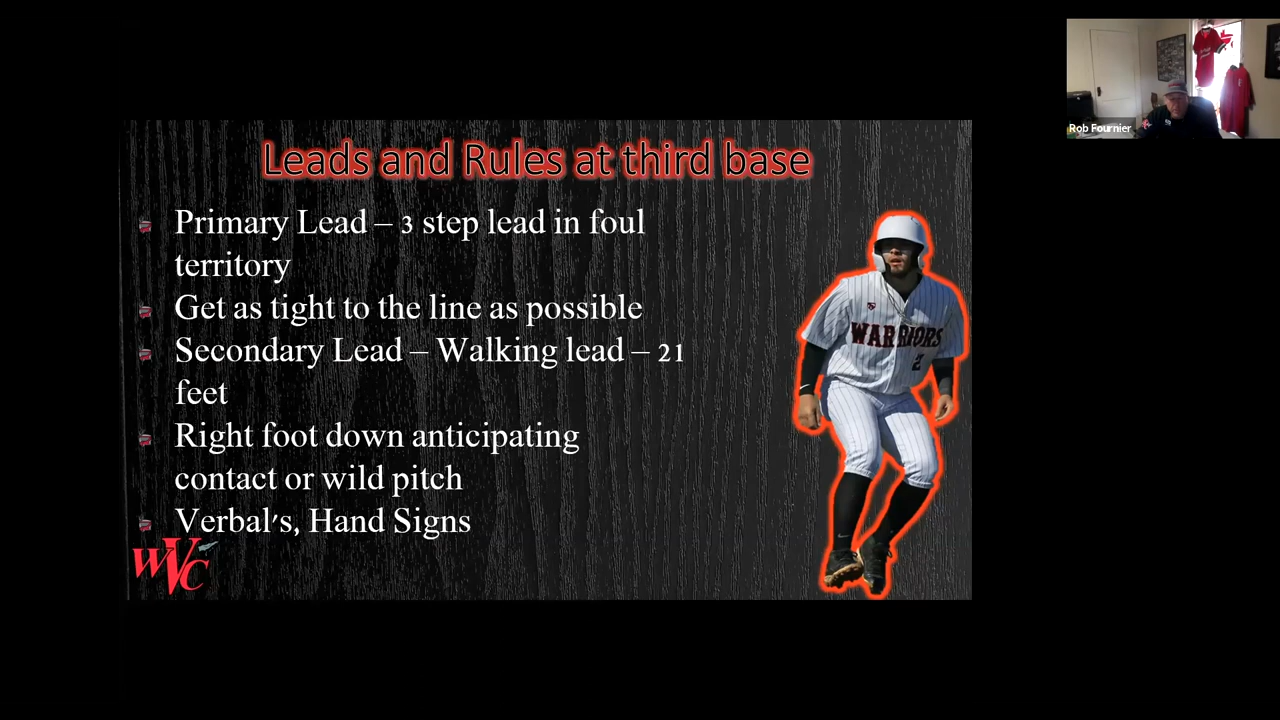 Leads and Rules at third base
Primary Lead – 3 step lead in foul
territory
Get as tight to the line as possible
Secondary Lead – Walking lead – 21
feet
Right foot down anticipating
contact or wild pitch
Verbal's, Hand Signs
WVC
WARRIORS
2
Rob Fournier